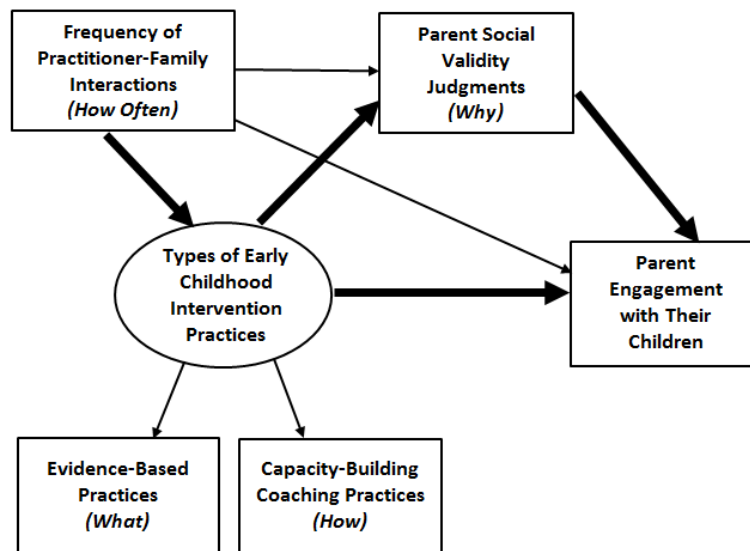 Frequency of
Practitioner-Family
Interactions
(How Often)
Parent Social
Validity
Judgments
(Why)
Types of Early
Childhood
Intervention
Practices
Parent
Engagement
with Their
Children
Evidence-Based
Practices
(What)
Capacity-Building
Coaching Practices
(How)